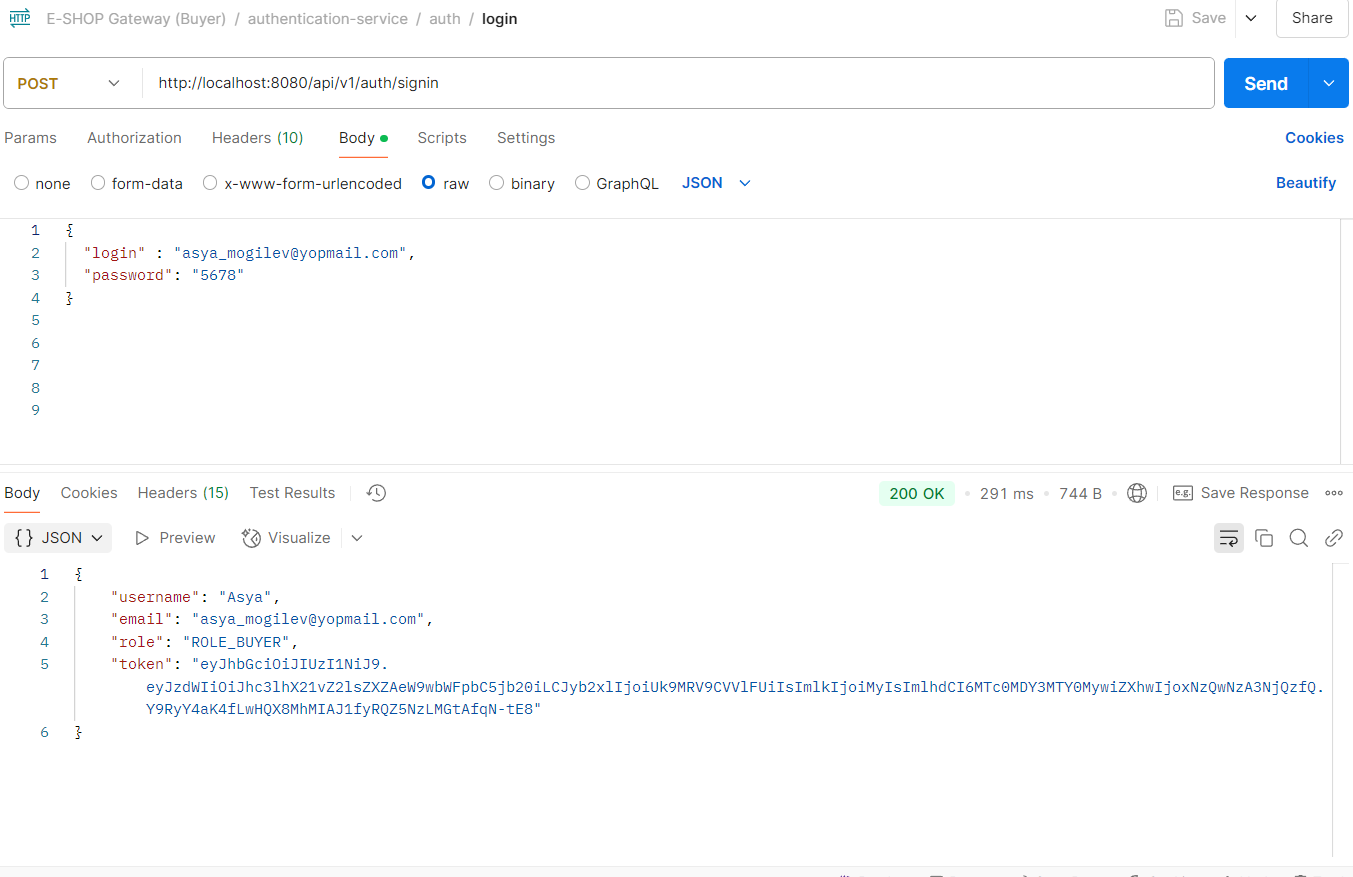 HTTP E-SHOP Gateway (Buyer) / authentication-service / auth / login Save Share
POST http://localhost:8080/api/v1/auth/signin Send
Params Authorization Headers (10) Body Scripts Settings Cookies
none form-data x-www-form-urlencoded raw binary GraphQL JSON Beautify
1 {
2 "login" : "asya_mogilev@yopmail.com",
3 "password": "5678"
4 }
5
6
7
8
9
Body Cookies Headers (15) Test Results 200 OK 291 ms 744 B e.g. Save Response
{} JSON Preview Visualize
1 {
2 "username": "Asya",
3 "email": "asya_mogilev@yopmail.com",
4 "role": "ROLE_BUYER",
5 "token": "eyJhbGciOiJIUzI1NiJ9.
eyJzdWIiOiJhc3lhX21vZ2lsZXZAeW9wbWFpbC5jb20iLCJyb2xlIjoiUk9MRV9CVVlFUiIsImlkIjoiMyIsImlhdCI6MTc0MDY3MTY0MywiZXhwIjoxNzQwNzA3NjQzfQ.
Y9RyY4aK4fLwHQX8MhMIAJ1fyRQZ5NzLMGtAfqN-tE8"
6 }